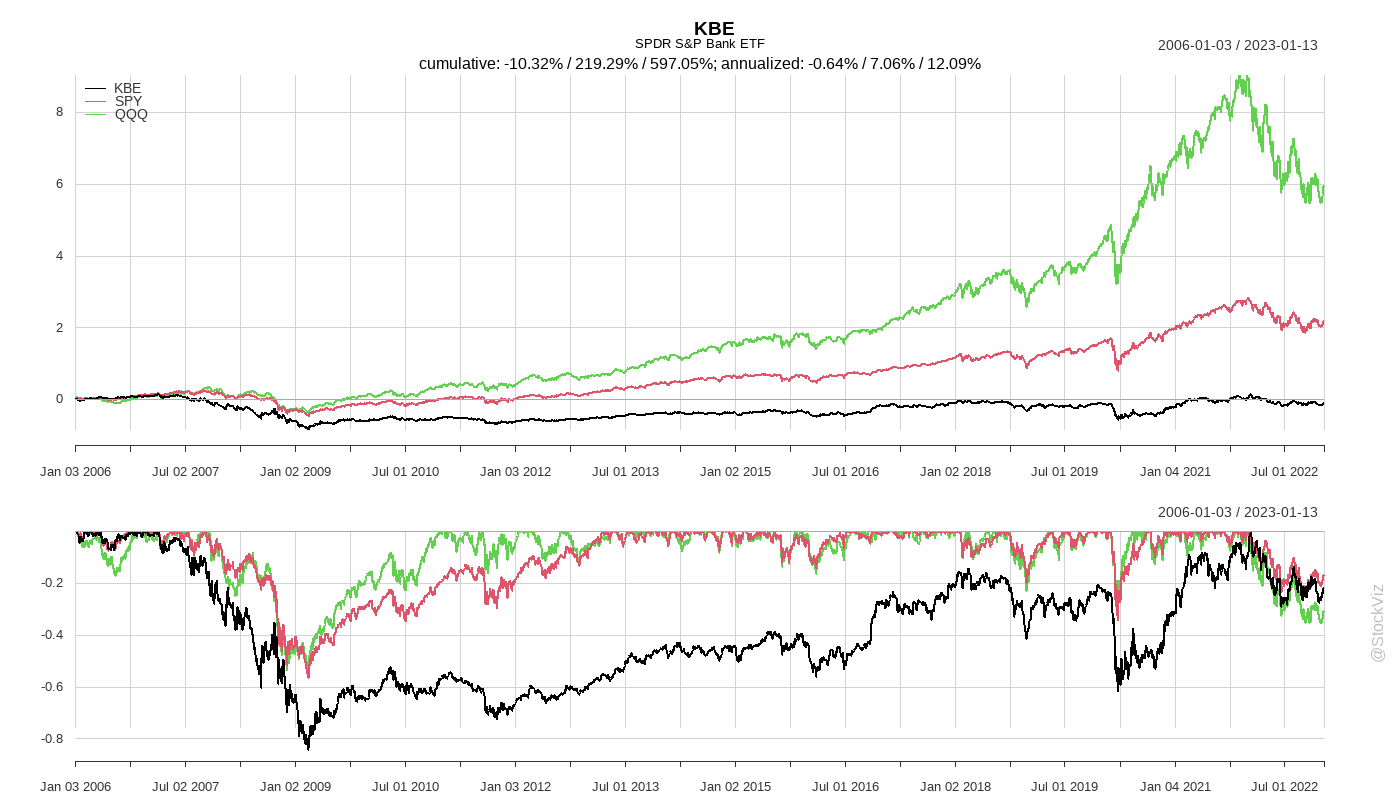 KBE
SPDR S&P Bank ETF
2006-01-03 / 2023-01-13
cumulative: -10.32% / 219.29% / 597.05%; annualized: -0.64% / 7.06% / 12.09%
KBE
SPY
QQQ
8
6
4
2
0
Jan 03 2006 Jul 02 2007 Jan 02 2009 Jul 01 2010 Jan 03 2012 Jul 01 2013 Jan 02 2015 Jul 01 2016 Jan 02 2018 Jul 01 2019 Jan 04 2021 Jul 01 2022
2006-01-03 / 2023-01-13
-0.2
-0.4
-0.6
-0.8
Jan 03 2006 Jul 02 2007 Jan 02 2009 Jul 01 2010 Jan 03 2012 Jul 01 2013 Jan 02 2015 Jul 01 2016 Jan 02 2018 Jul 01 2019 Jan 04 2021 Jul 01 2022
@StockViz